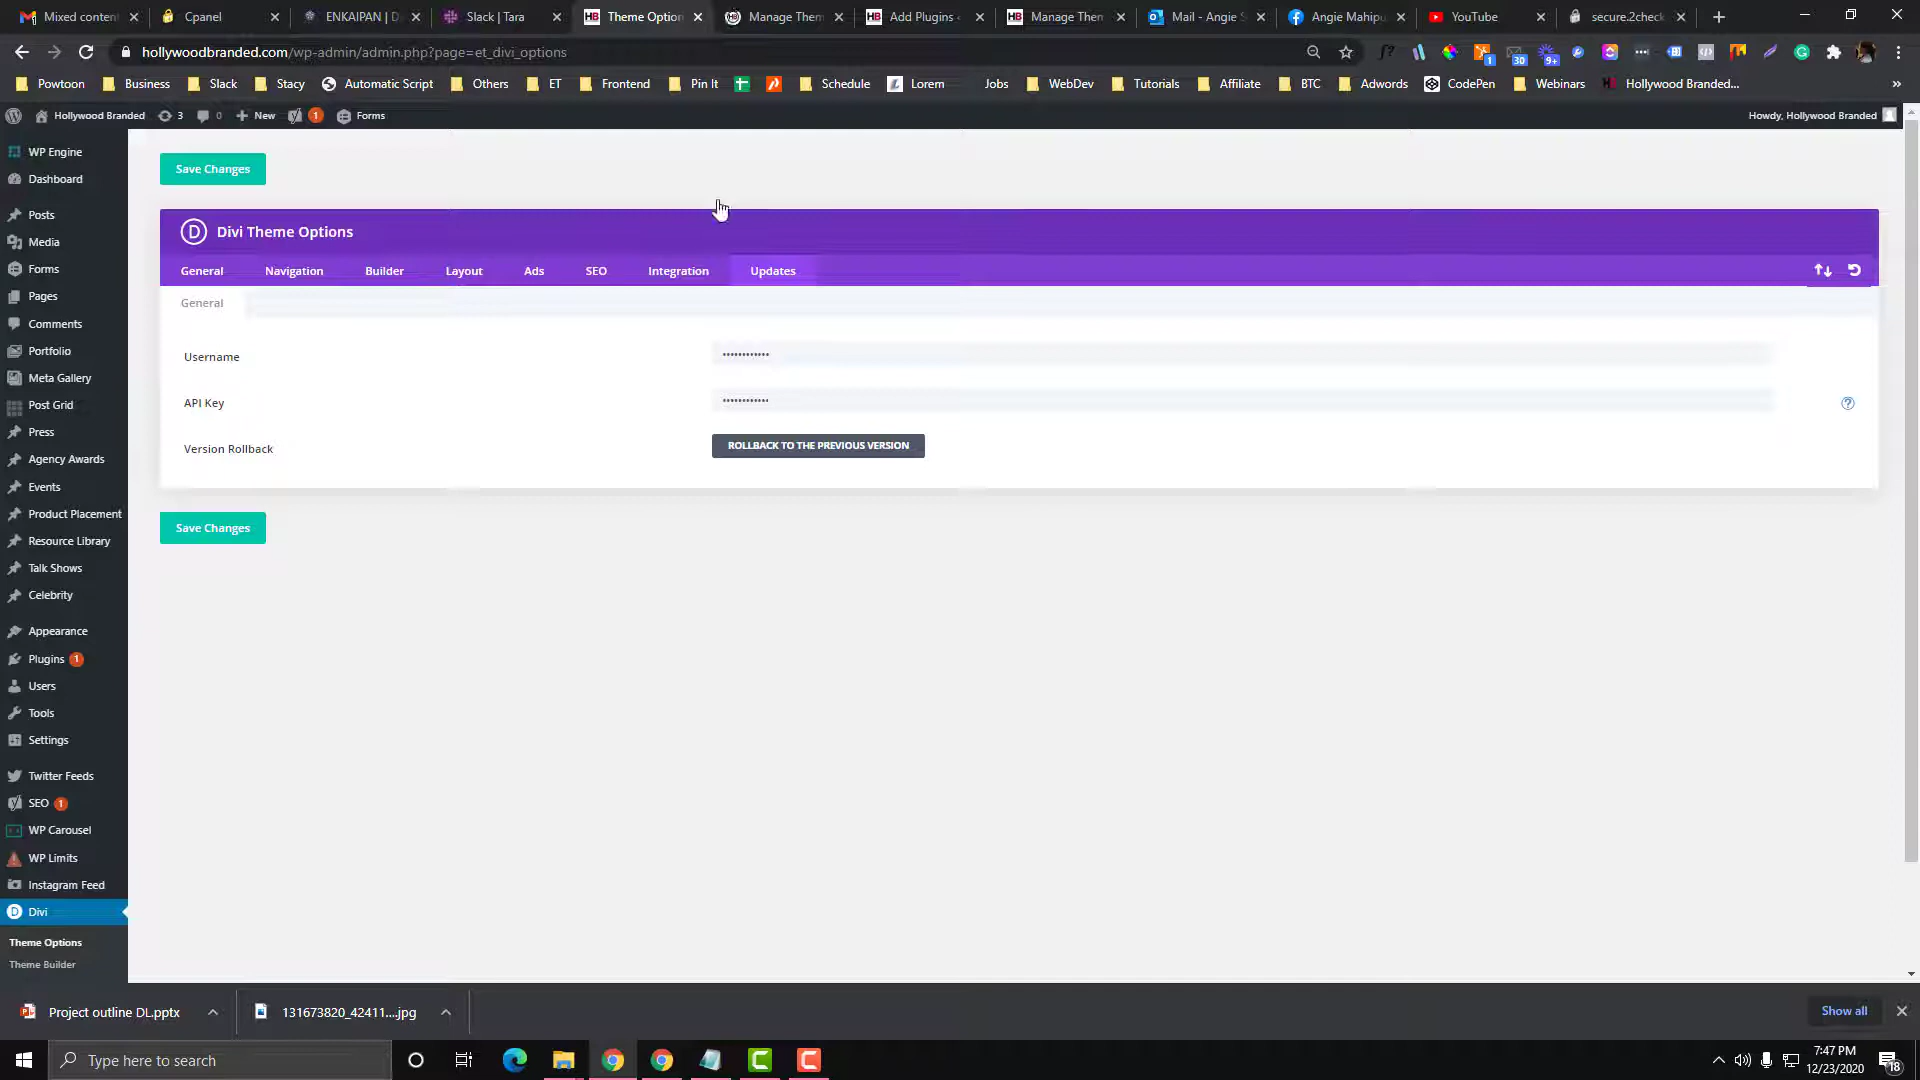 Mixed conten
Cpanel
ENKAIPAN | D
Slack | Tara
Theme Option
Manage Them
Add Plugins
Manage Them
Mail - Angie S
Angie Mahipu
YouTube
secure.2check
hollywoodbranded.com/wp-admin/admin.php?page=et_divi_options
1
30
9+
Powtoon
Business
Slack
Stacy
Automatic Script
Others
ET
Frontend
Pin It
Schedule
Lorem
Jobs
WebDev
Tutorials
Affiliate
BTC
Adwords
CodePen
Webinars
Hollywood Branded...
»
Hollywood Branded
3
0
New
1
Forms
Howdy, Hollywood Branded
WP Engine
Dashboard
Posts
Media
Forms
Pages
Comments
Portfolio
Meta Gallery
Post Grid
Press
Agency Awards
Events
Product Placement
Resource Library
Talk Shows
Celebrity
Appearance
Plugins 1
Users
Tools
Settings
Twitter Feeds
SEO 1
WP Carousel
WP Limits
Instagram Feed
Divi
Theme Options
Theme Builder
Save Changes
D Divi Theme Options
General
Navigation
Builder
Layout
Ads
SEO
Integration
Updates
General
Username
••••••••••••
API Key
••••••••••••
?
Version Rollback
ROLLBACK TO THE PREVIOUS VERSION
Save Changes
Project outline DL.pptx
131673820_42411....jpg
Show all
Type here to search
7:47 PM
12/23/2020
18